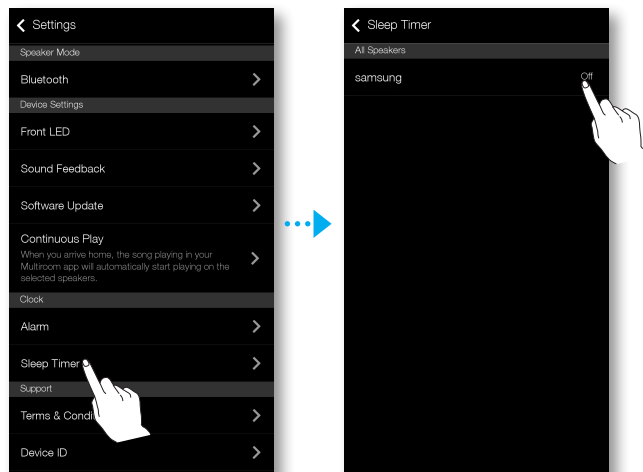 Settings
Speaker Mode
Bluetooth
Device Settings
Front LED
Sound Feedback
Software Update
Continuous Play
When you arrive home, the song playing in your
Multiroom app will automatically start playing on the
selected speakers.
Clock
Alarm
Sleep Timer
Support
Terms & Condi
Device ID
Sleep Timer
All Speakers
samsung
Off